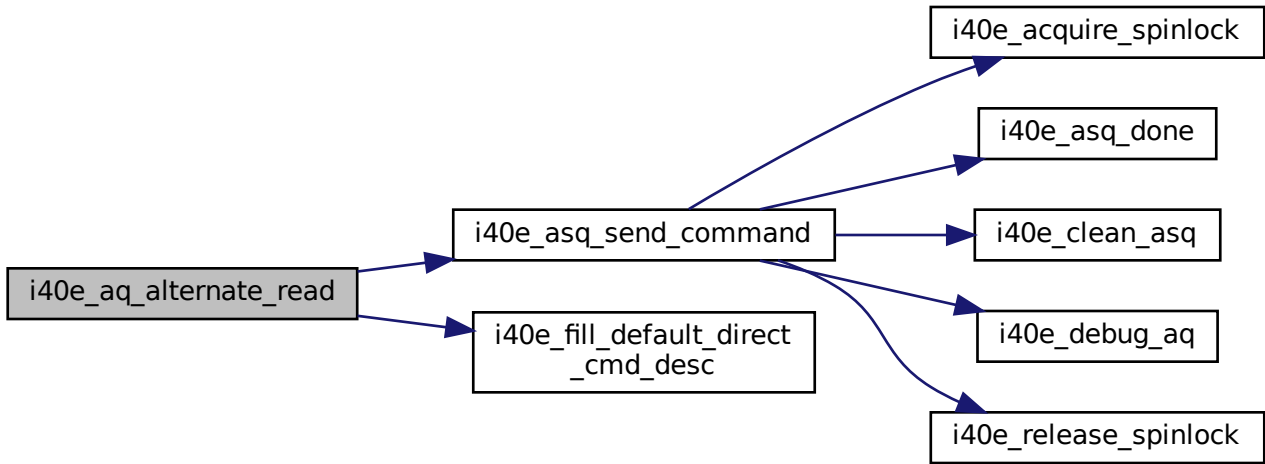 i40e_acquire_spinlock
i40e_asq_done
i40e_asq_send_command
i40e_clean_asq
i40e_aq_alternate_read
i40e_fill_default_direct
_cmd_desc
i40e_debug_aq
i40e_release_spinlock